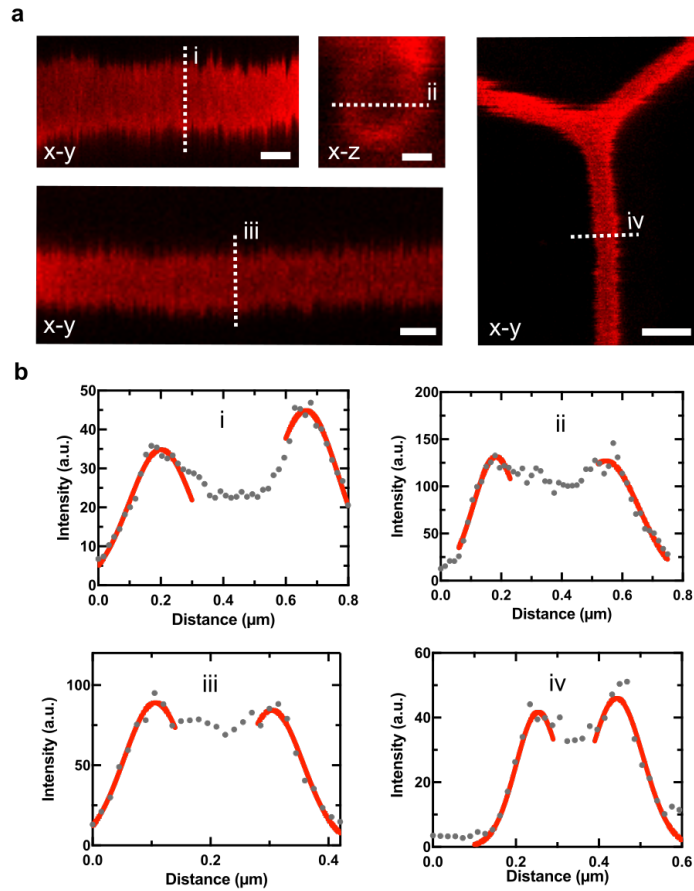 a
i
x-y
ii
x-z
iii
x-y
iv
x-y
b
i
50
40
30
20
10
0
0.0 0.2 0.4 0.6 0.8
Intensity (a.u.)
Distance (µm)
ii
200
150
100
50
0
0.0 0.2 0.4 0.6 0.8
Intensity (a.u.)
Distance (µm)
iii
100
50
0
0.0 0.2 0.4
Intensity (a.u.)
Distance (µm)
iv
60
40
20
0
0.0 0.2 0.4 0.6
Intensity (a.u.)
Distance (µm)